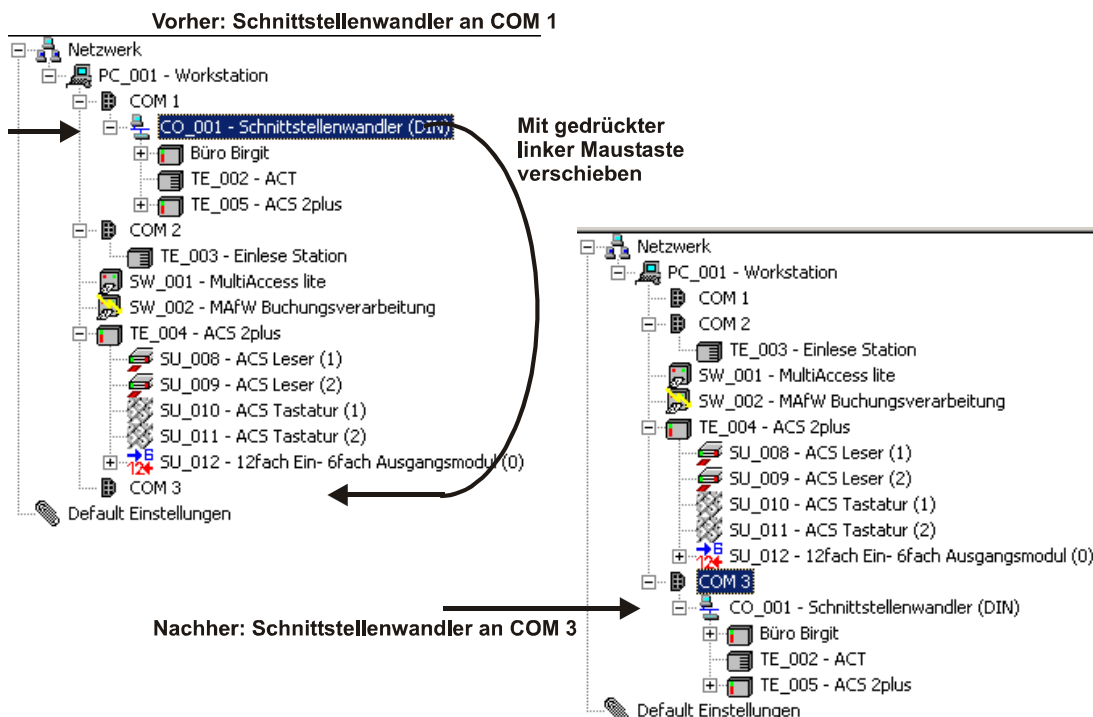 Vorher: Schnittstellenwandler an COM 1
Netzwerk
PC_001 - Workstation
COM 1
CO_001 - Schnittstellenwandler (DIN)
Büro Birgit
TE_002 - ACT
TE_005 - ACS 2plus
COM 2
TE_003 - Einlese Station
SW_001 - MultiAccess lite
SW_002 - MAfW Buchungsverarbeitung
TE_004 - ACS 2plus
SU_008 - ACS Leser (1)
SU_009 - ACS Leser (2)
SU_010 - ACS Tastatur (1)
SU_011 - ACS Tastatur (2)
SU_012 - 12fach Ein- 6fach Ausgangsmodul (0)
COM 3
Default Einstellungen
Mit gedrückter
linker Maustaste
verschieben
Nachher: Schnittstellenwandler an COM 3
Netzwerk
PC_001 - Workstation
COM 1
COM 2
TE_003 - Einlese Station
SW_001 - MultiAccess lite
SW_002 - MAfW Buchungsverarbeitung
TE_004 - ACS 2plus
SU_008 - ACS Leser (1)
SU_009 - ACS Leser (2)
SU_010 - ACS Tastatur (1)
SU_011 - ACS Tastatur (2)
SU_012 - 12fach Ein- 6fach Ausgangsmodul (0)
COM 3
CO_001 - Schnittstellenwandler (DIN)
Büro Birgit
TE_002 - ACT
TE_005 - ACS 2plus
Default Einstellungen